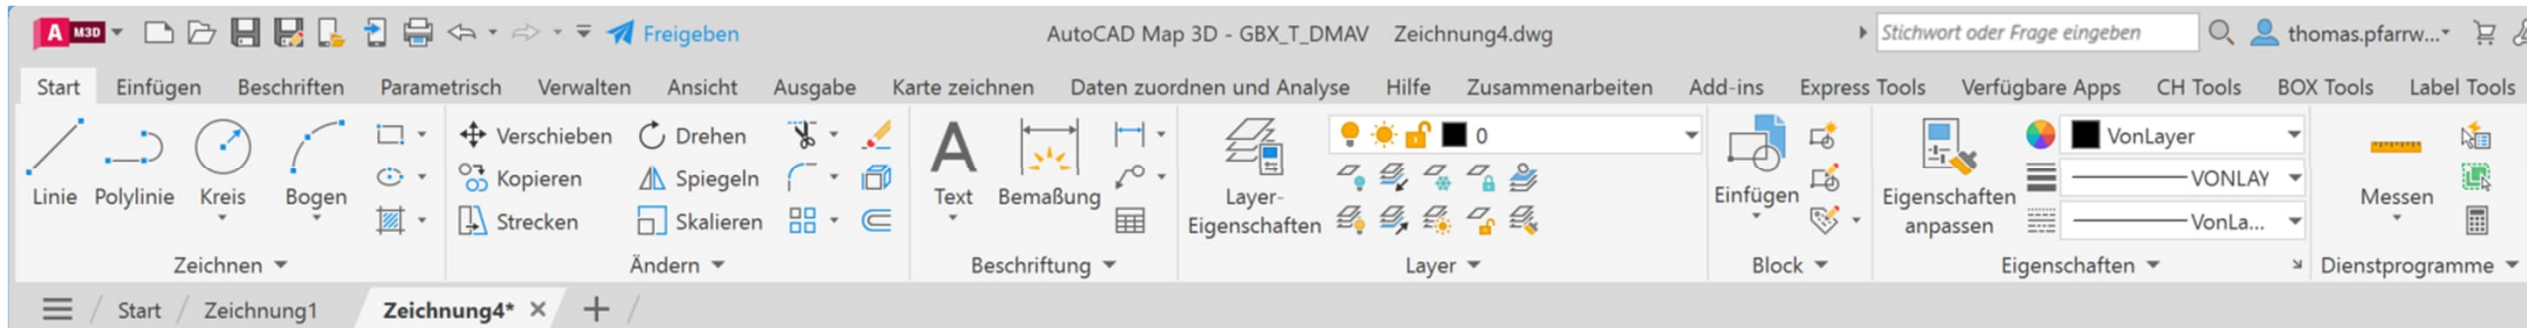 A M3D Freigeben AutoCAD Map 3D - GBX_T_DMAV Zeichnung4.dwg Stichwort oder Frage eingeben thomas.pfarrw...
Start Einfügen Beschriften Parametrisch Verwalten Ansicht Ausgabe Karte zeichnen Daten zuordnen und Analyse Hilfe Zusammenarbeiten Add-ins Express Tools Verfügbare Apps CH Tools BOX Tools Label Tools
Linie Polylinie Kreis Bogen
Verschieben Drehen
Kopieren Spiegeln
Strecken Skalieren
A
Text Bemaßung
Layer-
Eigenschaften
0
Einfügen
Eigenschaften
anpassen
VonLayer
VONLAY
VonLa...
Messen
Zeichnen Ändern Beschriftung Layer Block Eigenschaften Dienstprogramme
Start Zeichnung1 Zeichnung4*